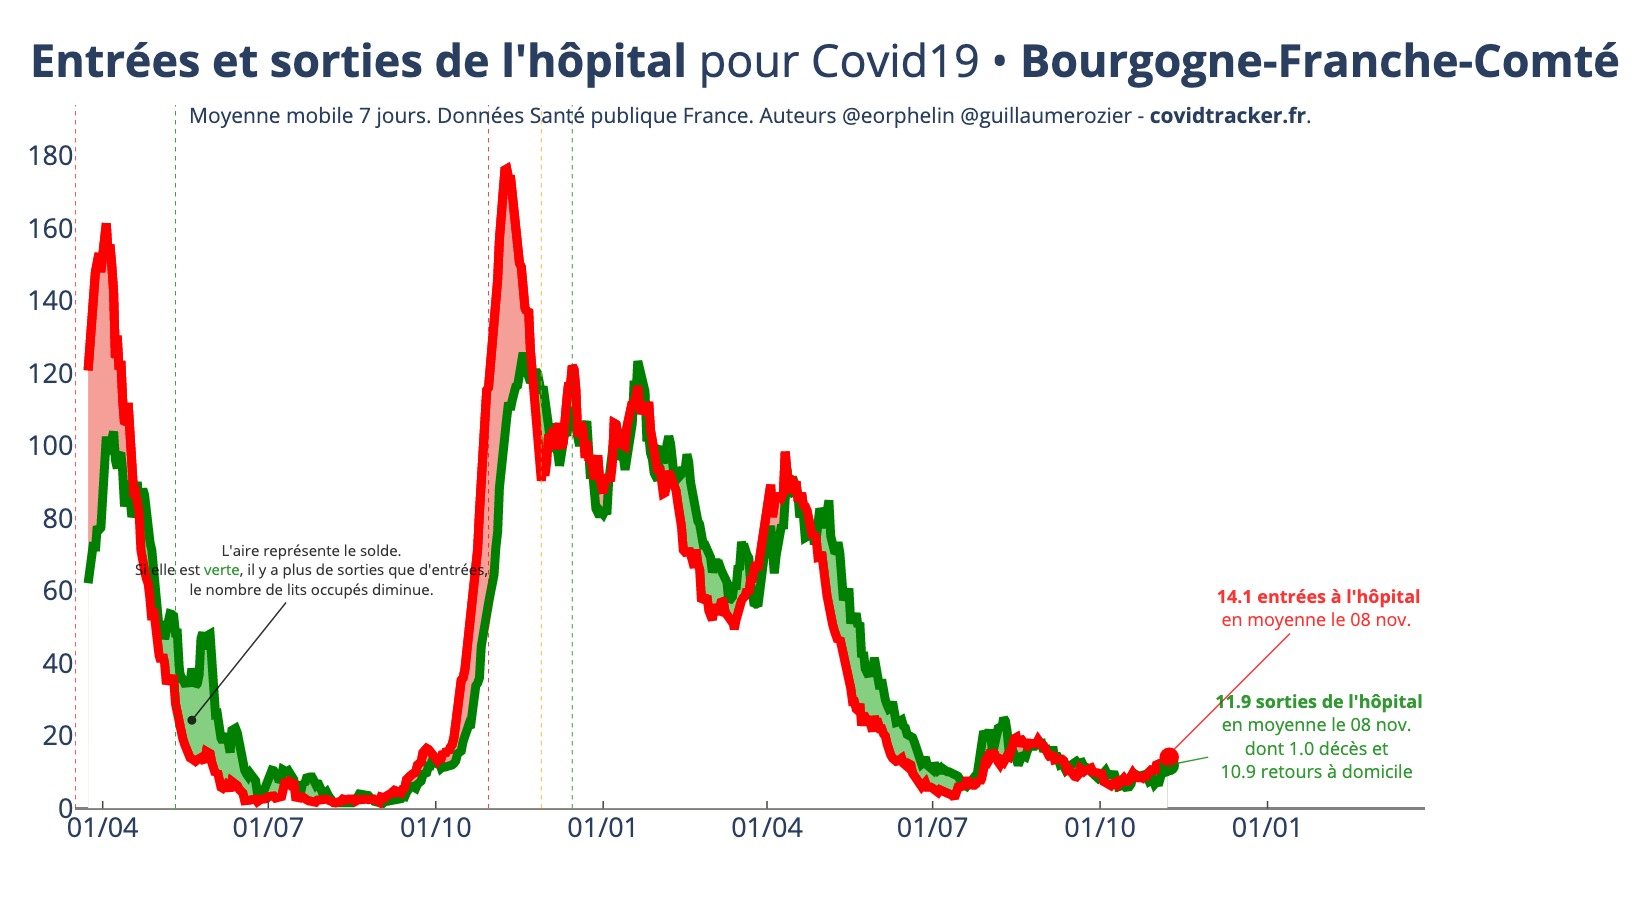 Entrées et sorties de l'hôpital pour Covid19 • Bourgogne-Franche-Comté
Moyenne mobile 7 jours. Données Santé publique France. Auteurs @eorphelin @guillaumerozier - covidtracker.fr.
180
160
140
120
100
80
60
40
20
0
L'aire représente le solde.
Si elle est verte, il y a plus de sorties que d'entrées,
le nombre de lits occupés diminue.
14.1 entrées à l'hôpital
en moyenne le 08 nov.
11.9 sorties de l'hôpital
en moyenne le 08 nov.
dont 1.0 décès et
10.9 retours à domicile
01/04 01/07 01/10 01/01 01/04 01/07 01/10 01/01